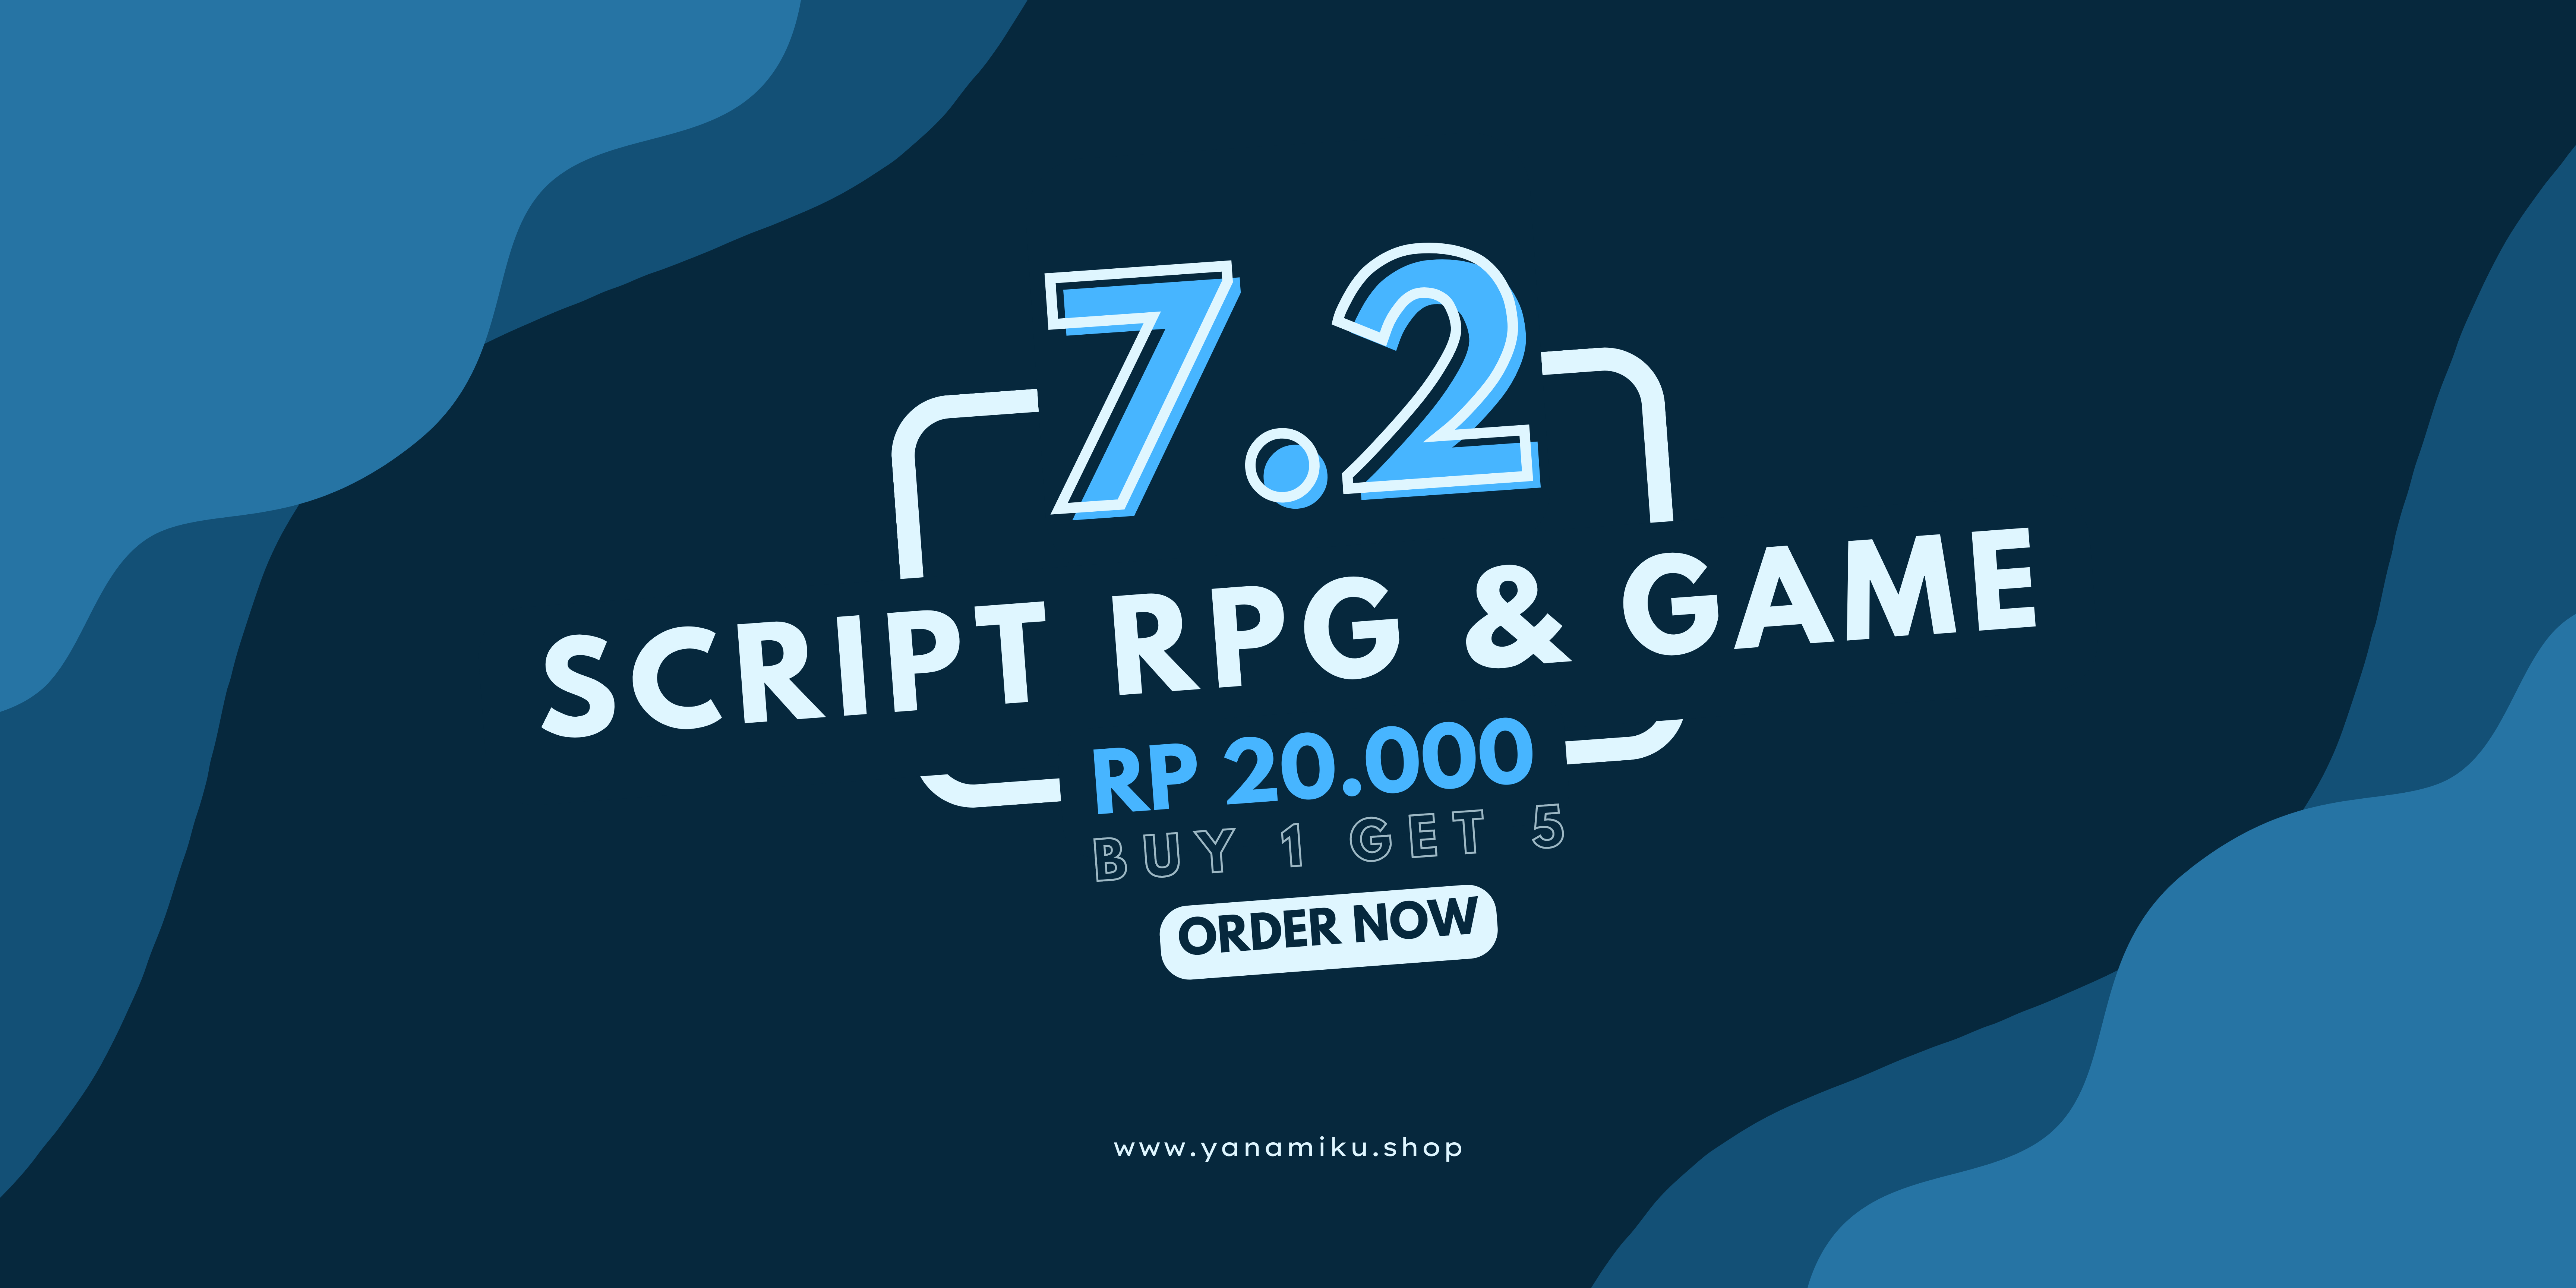 7.2
SCRIPT RPG & GAME
RP 20.000
BUY 1 GET 5
ORDER NOW
www.yanamiku.shop